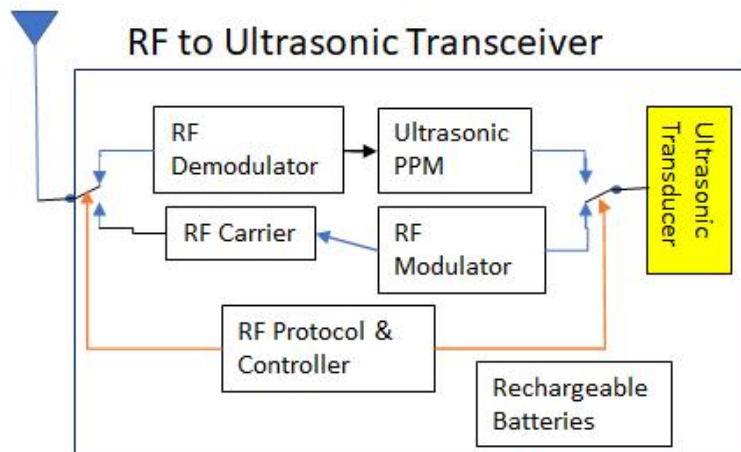 RF to Ultrasonic Transceiver
RF
Demodulator
Ultrasonic
PPM
Ultrasonic
Transducer
RF Carrier
RF
Modulator
RF Protocol &
Controller
Rechargeable
Batteries